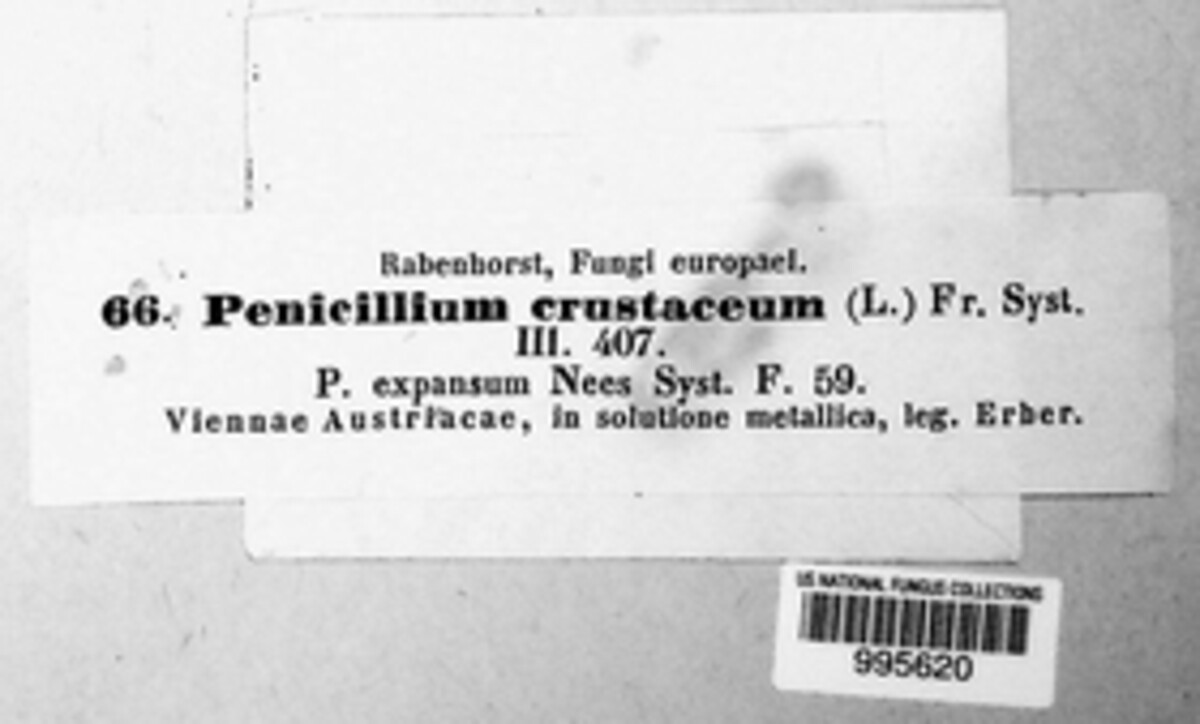 Rabenhorst, Fungi europaei.
66. Penicillium crustaceum (L.) Fr. Syst.
III. 407.
P. expansum Nees Syst. F. 59.
Viennae Austriacae, in solutione metallica, leg. Erber.
US NATIONAL FUNGUS COLLECTIONS
995620